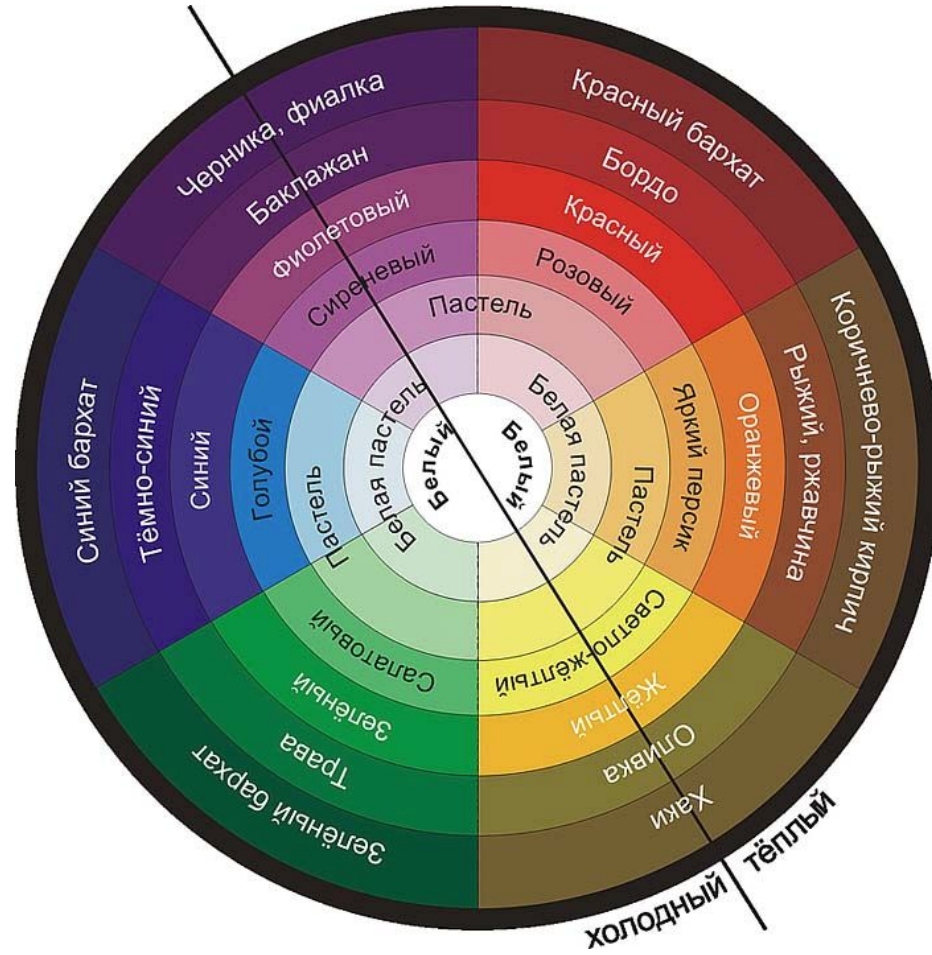 Черника, фиалка
Баклажан
Фиолетовый
Сиреневый
Пастель
Красный бархат
Бордо
Красный
Розовый
Белая пастель
Белый
Коричнево-рыжий кирпич
Рыжий, ржавчина
Оранжевый
Яркий персик
Пастель
Синий бархат
Тёмно-синий
Синий
Голубой
Пастель
Белая пастель
Белый
Салатовый
Зелёный
Трава
Зелёный бархат
Светло-жёлтый
Жёлтый
Оливка
Хаки
холодный
тёплый